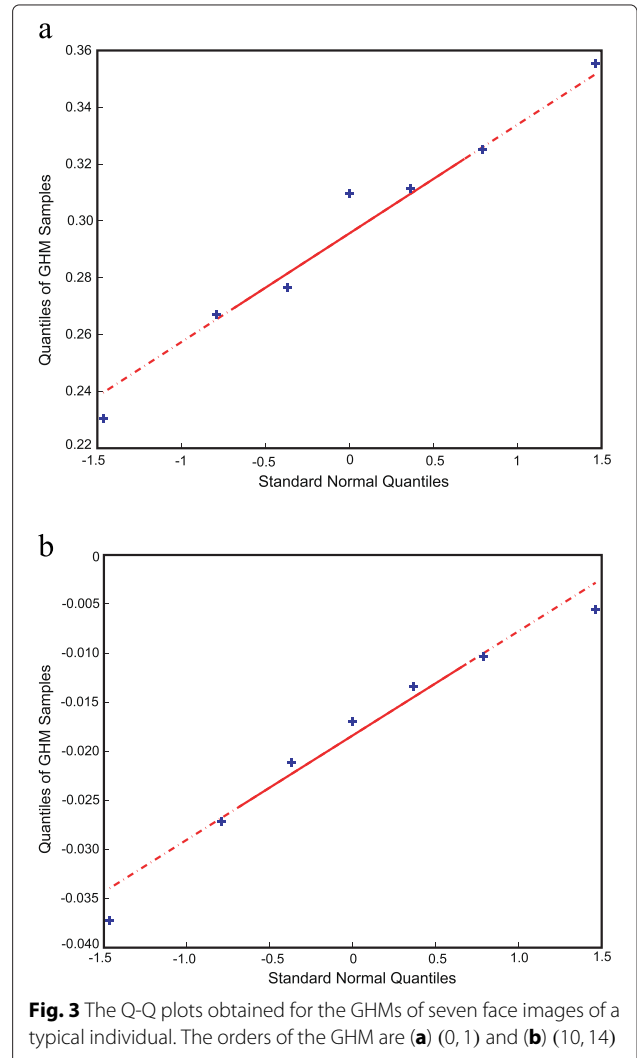 a
0.36
0.34
0.32
0.30
0.28
0.26
0.24
0.22
Quantiles of GHM Samples
-1.5 -1 -0.5 0 0.5 1 1.5
Standard Normal Quantiles
b
0
-0.005
-0.010
-0.015
-0.020
-0.025
-0.030
-0.035
-0.040
Quantiles of GHM Samples
-1.5 -1.0 -0.5 0 0.5 1.0 1.5
Standard Normal Quantiles
Fig. 3 The Q-Q plots obtained for the GHMs of seven face images of a
typical individual. The orders of the GHM are (a) (0, 1) and (b) (10, 14)